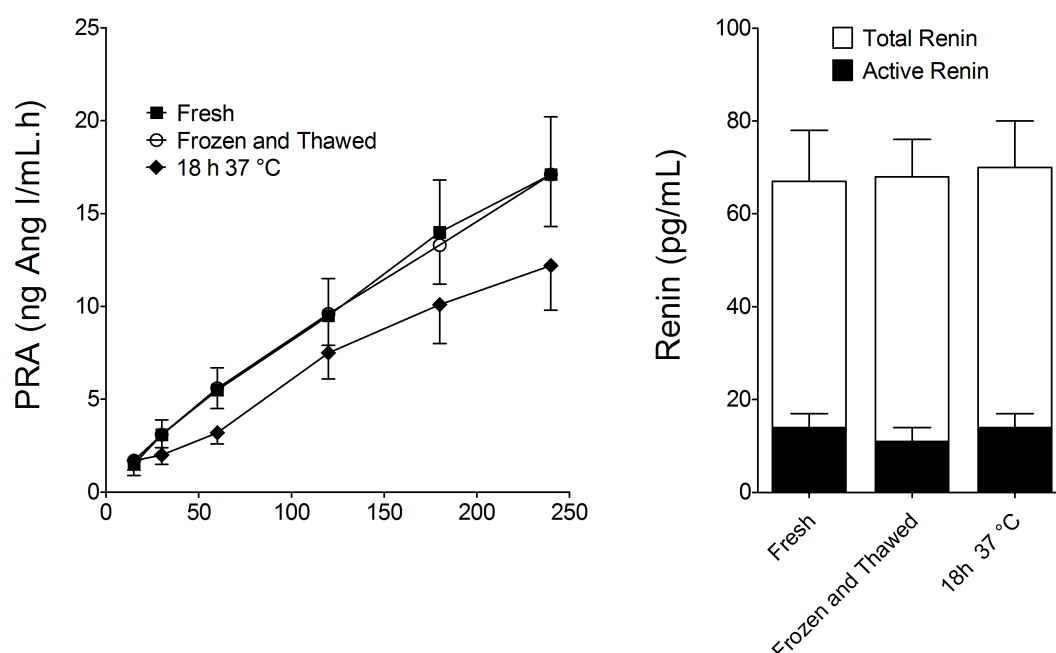 PRA (ng Ang I/mL.h)
25
20
15
10
5
0
Fresh
Frozen and Thawed
18 h 37 °C
0
50
100
150
200
250
Renin (pg/mL)
100
80
60
40
20
0
Total Renin
Active Renin
Fresh
Frozen and Thawed
18h 37 °C